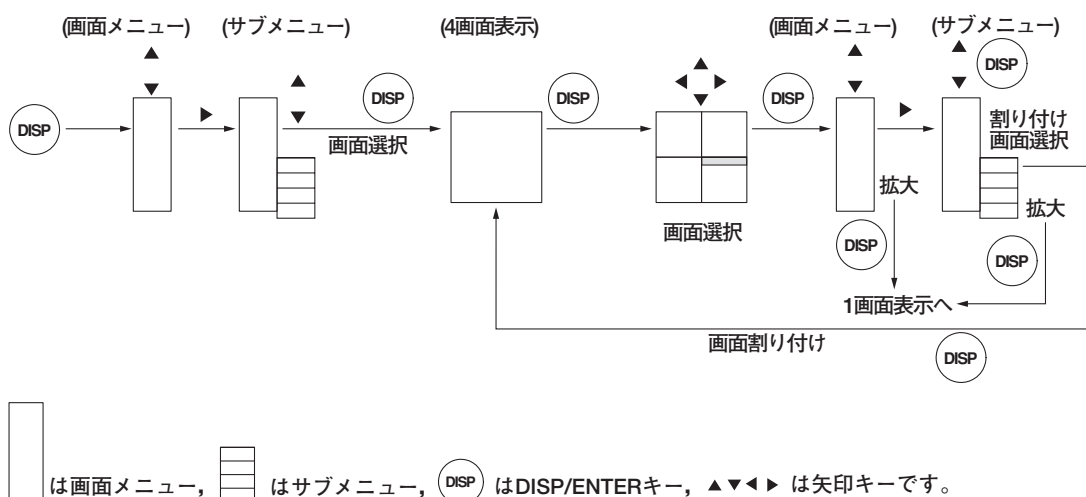 (画面メニュー) (サブメニュー) (4画面表示) (画面メニュー) (サブメニュー)
▲ ▲ ▲ ▲ ▲ DISP
▼ ▼ DISP DISP ◀ ▶ DISP ▼ ▼
DISP ▶ ▼ ▶ 割り付け
画面選択 画面選択
拡大 拡大
画面選択 DISP DISP
1画面表示へ
画面割り付け DISP
は画面メニュー, はサブメニュー, DISP はDISP/ENTERキー, ▲▼◀ ▶ は矢印キーです。